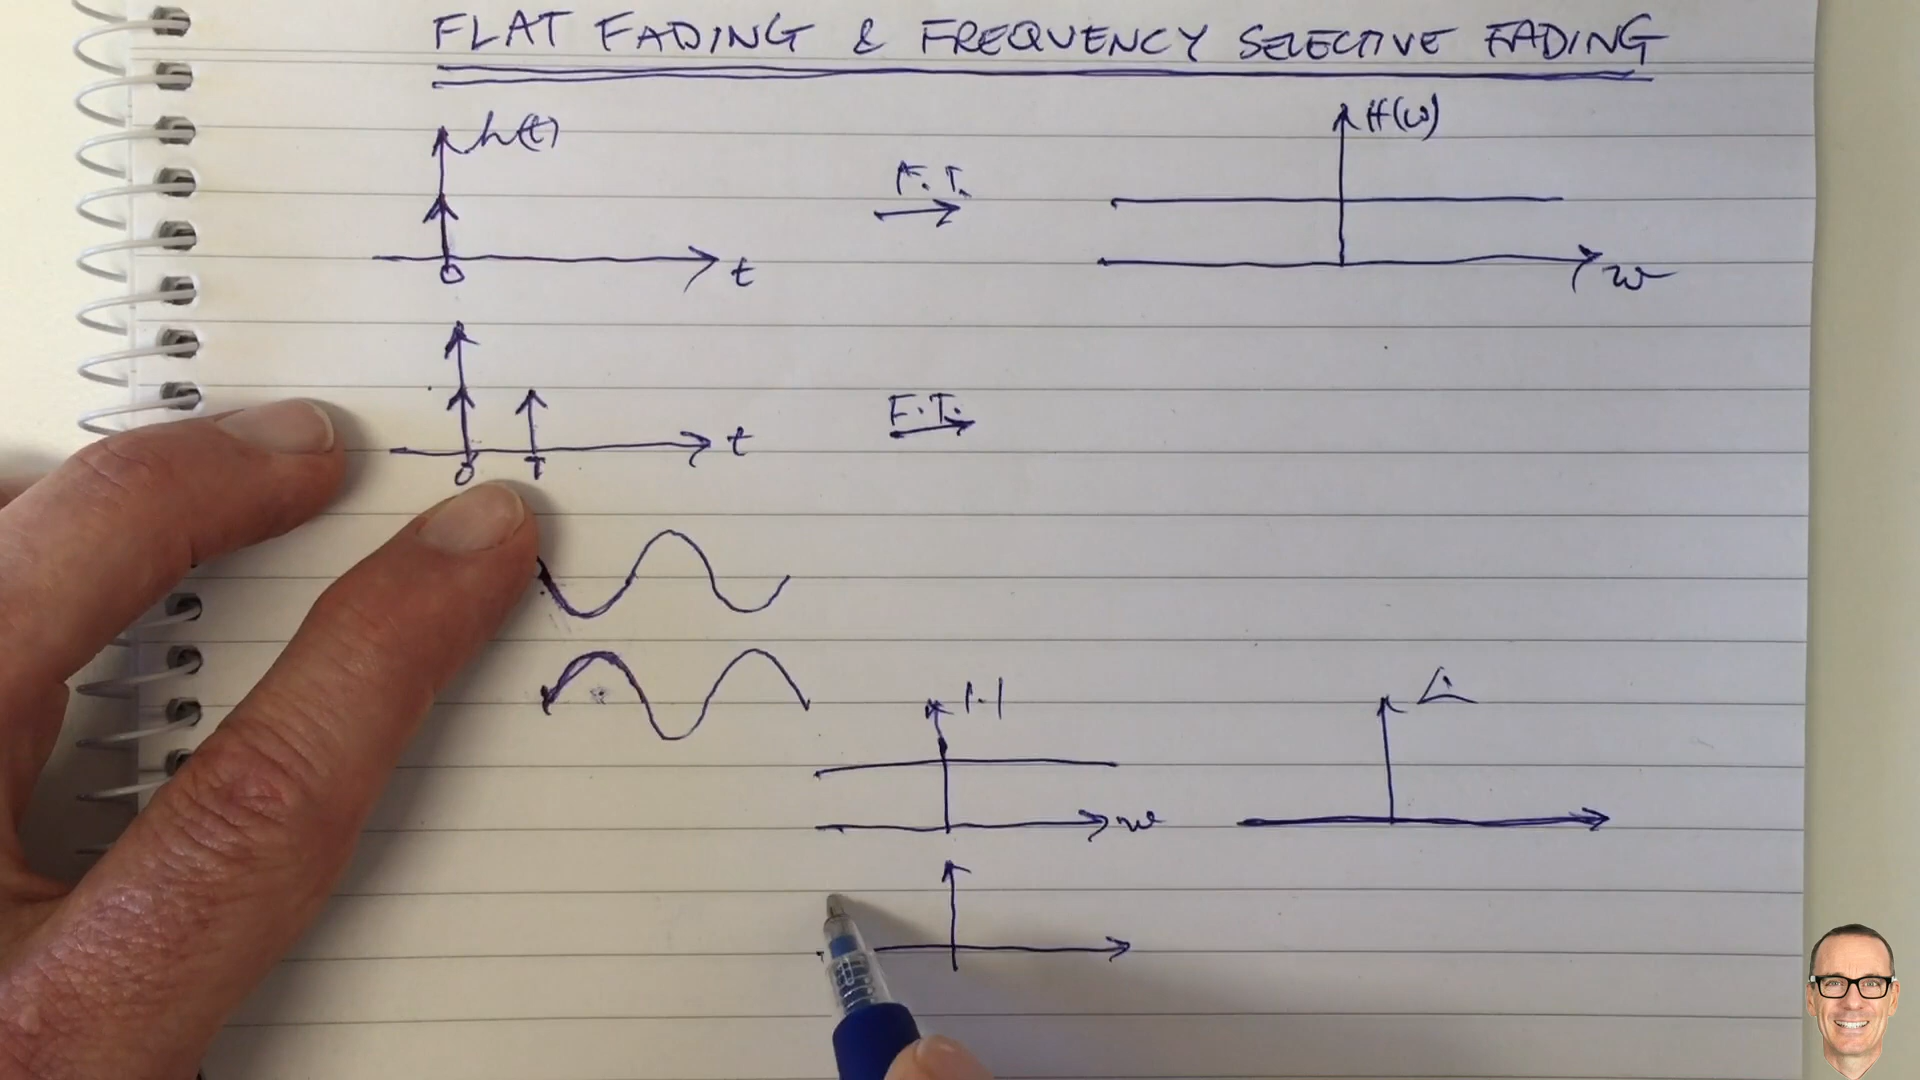 FLAT FADING & FREQUENCY SELECTIVE FADING
h(t)
H(ω)
F.T.
0
t
ω
F.T.
t
0
T
|·|
∠·
ω